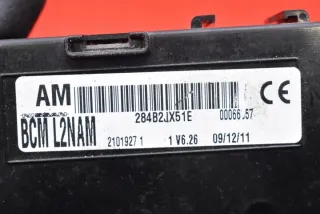 AM
284B2JX51E 00066.57
CE
BCM L2NAM
2101927 1 1 V6.26 09/12/11